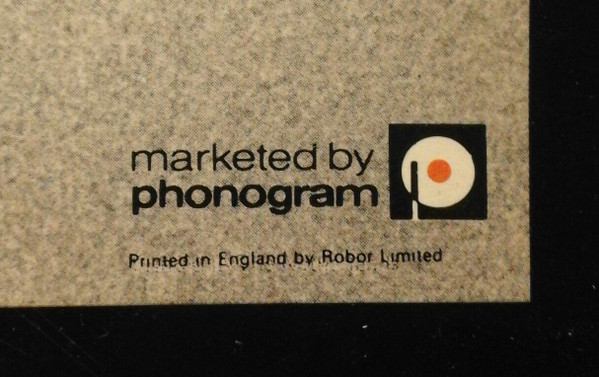 marketed by
phonogram
Printed in England by Robor Limited